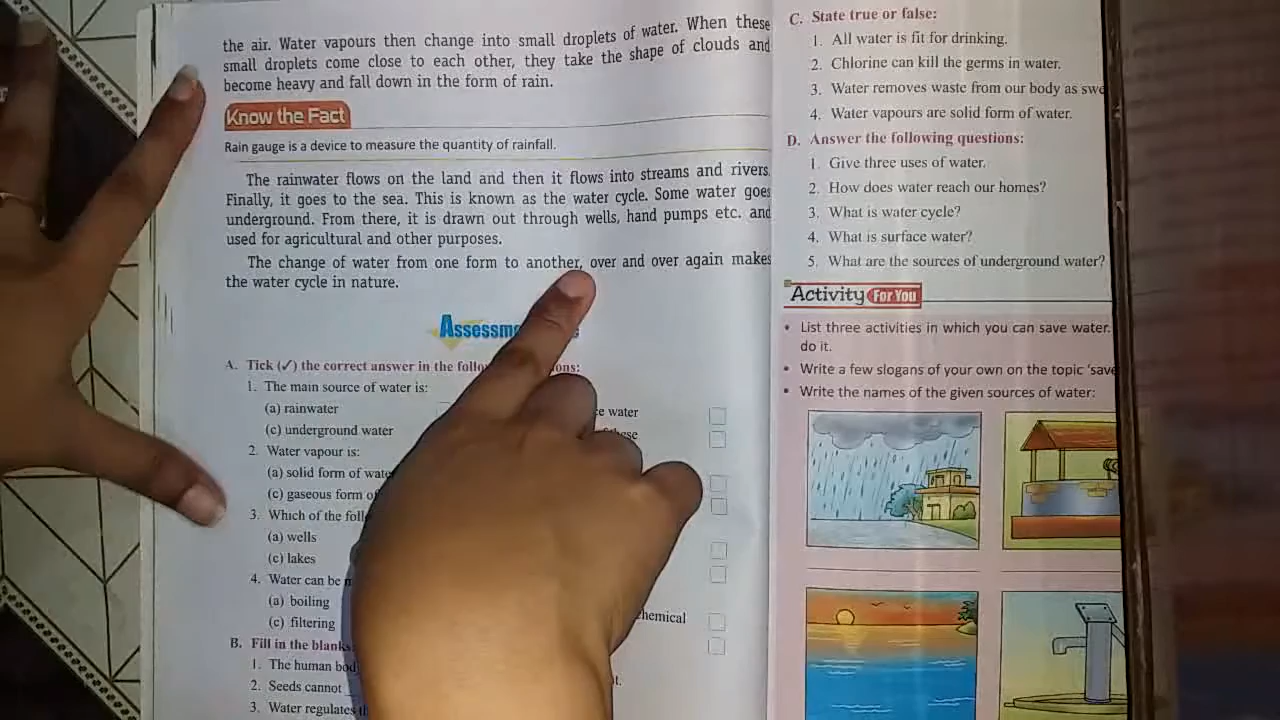 the air. Water vapours then change into small droplets of water. When these
small droplets come close to each other, they take the shape of clouds and
become heavy and fall down in the form of rain.
Know the Fact
Rain gauge is a device to measure the quantity of rainfall.
The rainwater flows on the land and then it flows into streams and rivers.
Finally, it goes to the sea. This is known as the water cycle. Some water goes
underground. From there, it is drawn out through wells, hand pumps etc. and
used for agricultural and other purposes.
The change of water from one form to another, over and over again makes
the water cycle in nature.
A. Tick (✓) the correct answer in the
1. The main source of water is:
(a) rainwater
water
(c) underground water
2. Water vapour is:
(a) solid form of
(c) gaseous form
3. Which of the
(a) wells
(c) lakes
4. Water can be
(a) boiling
(c) filtering
B. Fill in the blanks
1. The human
2. Seeds cannot
3. Water regulates
C. State true or false:
1. All water is fit for drinking.
2. Chlorine can kill the germs in water.
3. Water removes waste from our body as
4. Water vapours are solid form of water.
D. Answer the following questions:
1. Give three uses of water.
2. How does water reach our homes?
3. What is water cycle?
4. What is surface water?
5. What are the sources of underground water?
Activity For You
• List three activities in which you can save water.
do it.
• Write a few slogans of your own on the topic 'save
• Write the names of the given sources of water: